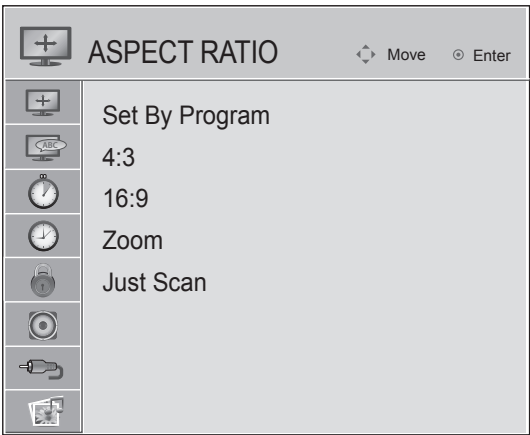 ASPECT RATIO
Move
Enter
ABC
Set By Program
4:3
16:9
Zoom
Just Scan